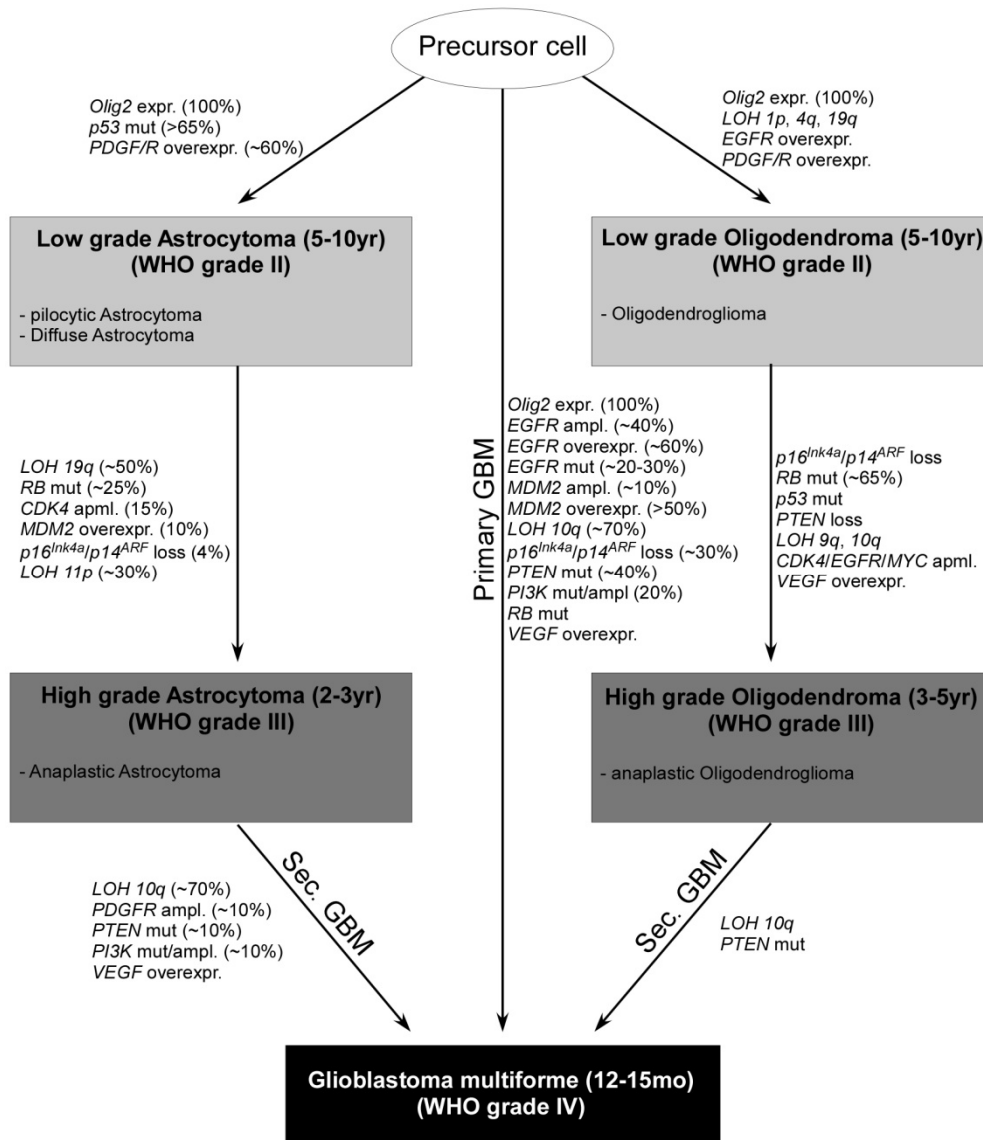 Precursor cell
Olig2 expr. (100%)
p53 mut (>65%)
PDGF/R overexpr. (~60%)
Olig2 expr. (100%)
LOH 1p, 4q, 19q
EGFR overexpr.
PDGF/R overexpr.
Low grade Astrocytoma (5-10yr)
(WHO grade II)
- pilocytic Astrocytoma
- Diffuse Astrocytoma
Low grade Oligodendroma (5-10yr)
(WHO grade II)
- Oligodendroglioma
LOH 19q (~50%)
RB mut (~25%)
CDK4 apml. (15%)
MDM2 overexpr. (10%)
p16Ink4a/p14ARF loss (4%)
LOH 11p (~30%)
Primary GBM
Olig2 expr. (100%)
EGFR ampl. (~40%)
EGFR overexpr. (~60%)
EGFR mut (~20-30%)
MDM2 ampl. (~10%)
MDM2 overexpr. (>50%)
LOH 10q (~70%)
p16Ink4a/p14ARF loss (~30%)
PTEN mut (~40%)
PI3K mut/ampl (20%)
RB mut
VEGF overexpr.
p16Ink4a/p14ARF loss
RB mut (~65%)
p53 mut
PTEN loss
LOH 9q, 10q
CDK4/EGFR/MYC apml.
VEGF overexpr.
High grade Astrocytoma (2-3yr)
(WHO grade III)
- Anaplastic Astrocytoma
High grade Oligodendroma (3-5yr)
(WHO grade III)
- anaplastic Oligodendroglioma
LOH 10q (~70%)
PDGFR ampl. (~10%)
PTEN mut (~10%)
PI3K mut/ampl. (~10%)
VEGF overexpr.
Sec. GBM
Sec. GBM
LOH 10q
PTEN mut
Glioblastoma multiforme (12-15mo)
(WHO grade IV)